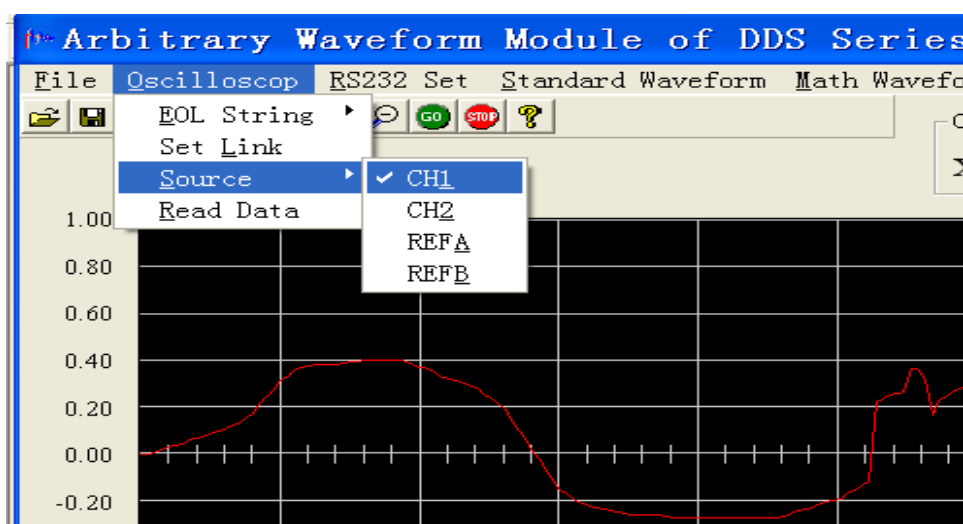 Arbitrary Waveform Module of DDS Series
File Oscilloscop RS232 Set Standard Waveform Math Wavefo
GO STOP ?
EOL String
Set Link
Source
Read Data
CH1
CH2
REFA
REFB
1.00
0.80
0.60
0.40
0.20
0.00
-0.20